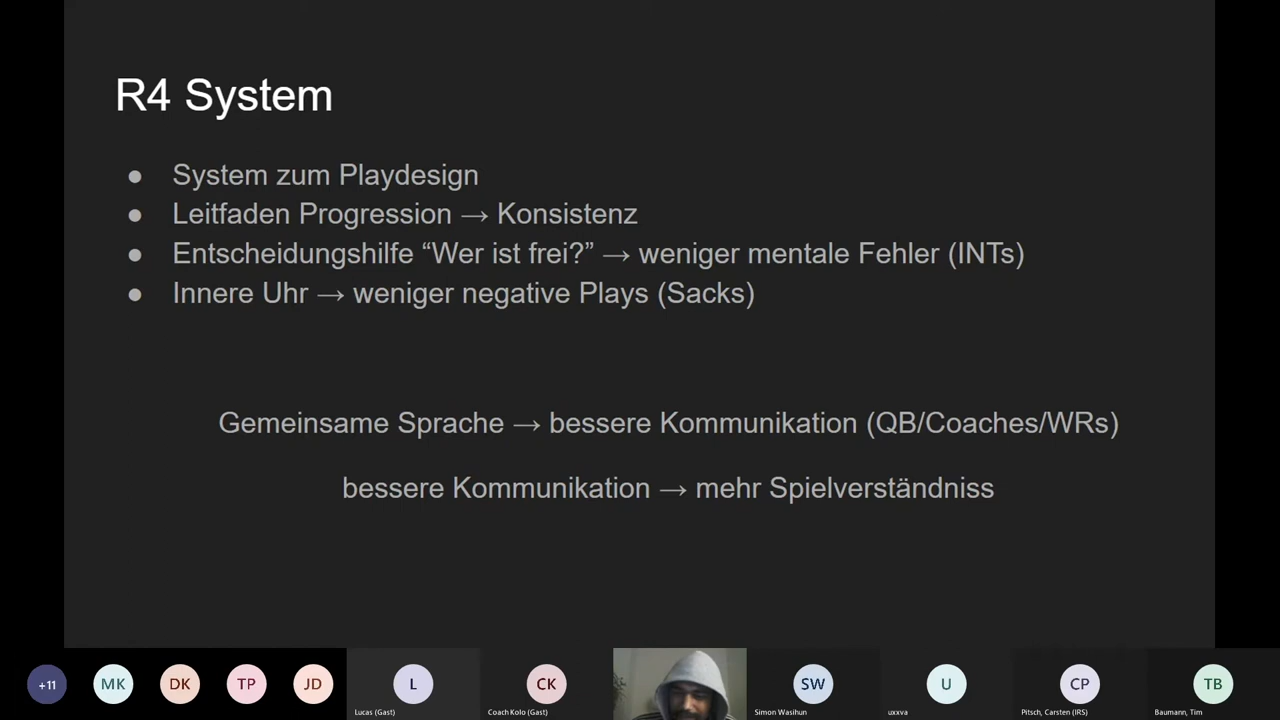 R4 System
● System zum Playdesign
● Leitfaden Progression → Konsistenz
● Entscheidungshilfe “Wer ist frei?” → weniger mentale Fehler (INTs)
● Innere Uhr → weniger negative Plays (Sacks)
Gemeinsame Sprache → bessere Kommunikation (QB/Coaches/WRs)
bessere Kommunikation → mehr Spielverständniss
+11 MK DK TP JD L CK SW U CP TB
Lucas (Gast) Coach Kolo (Gast) Simon Wasihun uxxva Pitsch, Carsten (IRS) Baumann, Tim